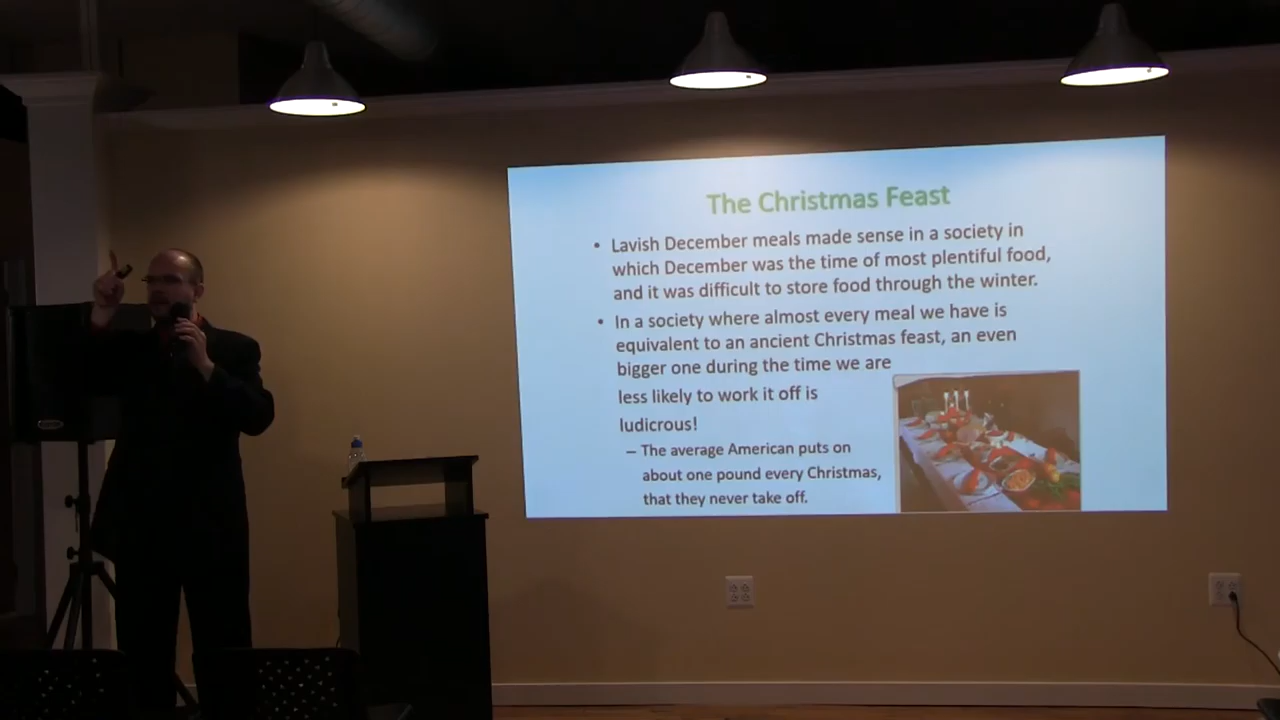 The Christmas Feast
• Lavish December meals made sense in a society in
which December was the time of most plentiful food,
and it was difficult to store food through the winter.
• In a society where almost every meal we have is
equivalent to an ancient Christmas feast, an even
bigger one during the time we are
less likely to work it off is
ludicrous!
– The average American puts on
about one pound every Christmas,
that they never take off.